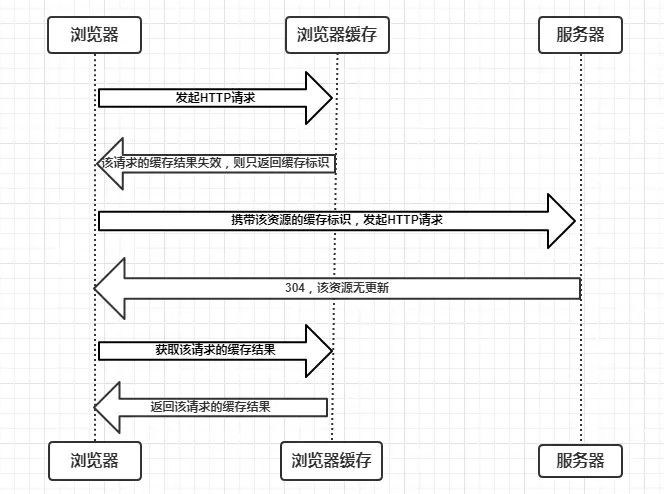 浏览器
浏览器缓存
服务器
发起HTTP请求
该请求的缓存结果失效，则只返回缓存标识
携带该资源的缓存标识，发起HTTP请求
304，该资源无更新
获取该请求的缓存结果
返回该请求的缓存结果
浏览器
浏览器缓存
服务器